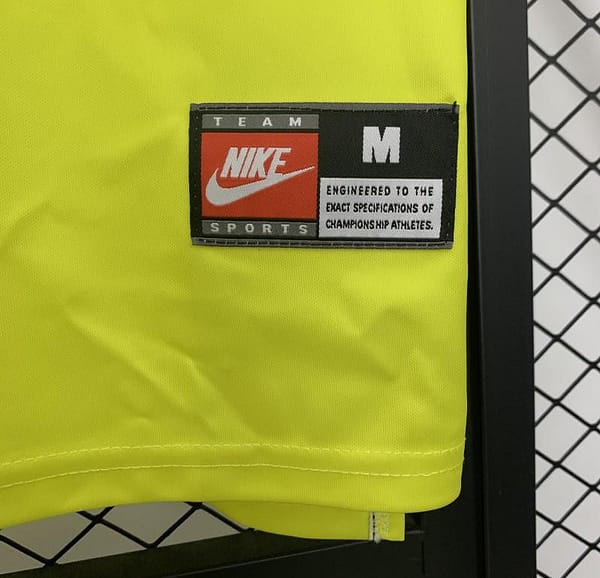 TEAM
NIKE
SPORTS
M
ENGINEERED TO THE
EXACT SPECIFICATIONS OF
CHAMPIONSHIP ATHLETES.